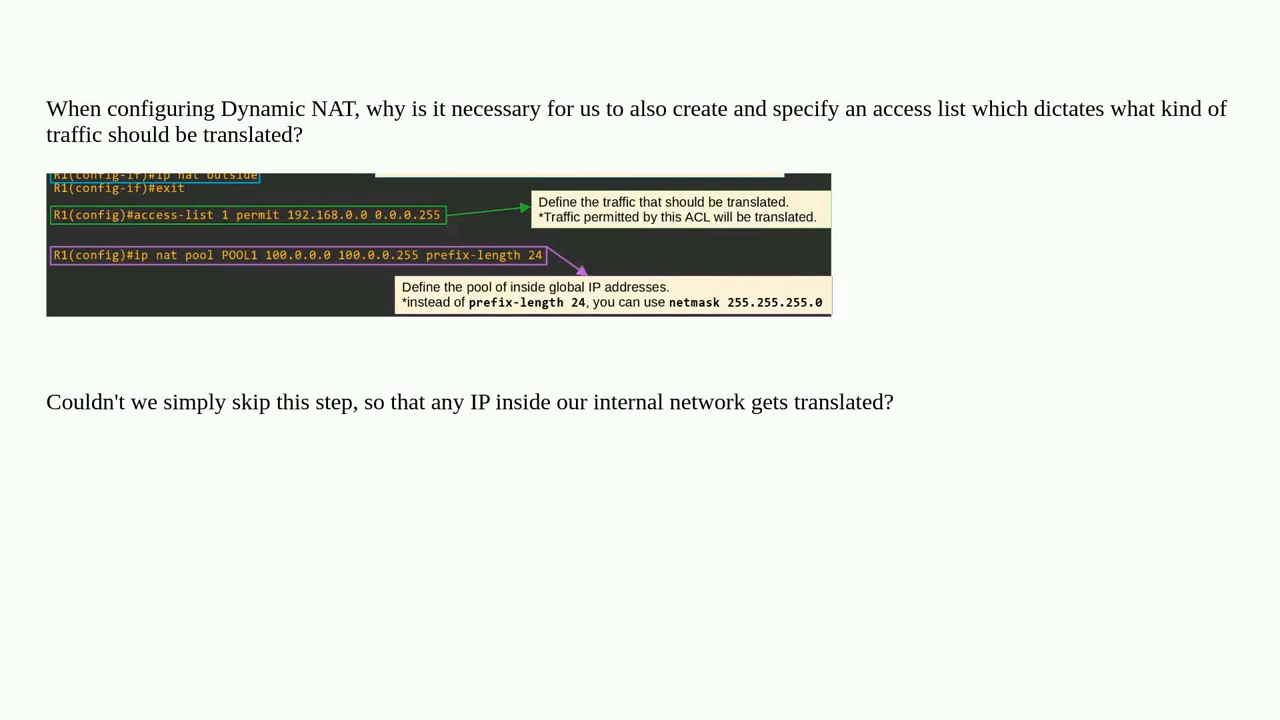 When configuring Dynamic NAT, why is it necessary for us to also create and specify an access list which dictates what kind of
traffic should be translated?
R1(config-if)#ip nat outside
R1(config-if)#exit
R1(config)#access-list 1 permit 192.168.0.0 0.0.0.255
Define the traffic that should be translated.
*Traffic permitted by this ACL will be translated.
R1(config)#ip nat pool POOL1 100.0.0.0 100.0.0.255 prefix-length 24
Define the pool of inside global IP addresses.
*instead of prefix-length 24, you can use netmask 255.255.255.0
Couldn't we simply skip this step, so that any IP inside our internal network gets translated?